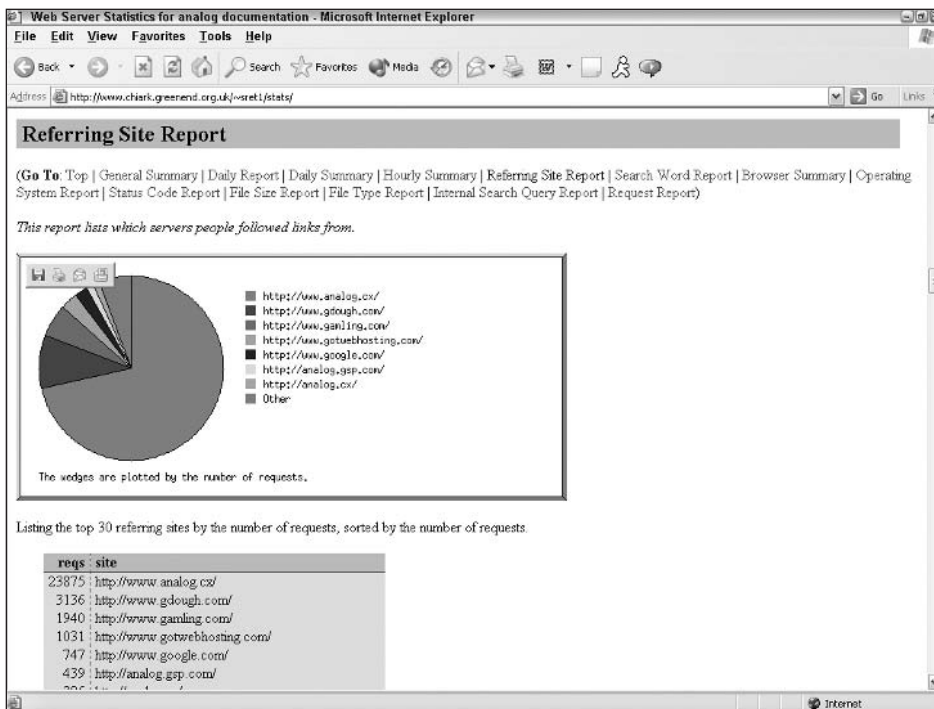 Web Server Statistics for analog documentation - Microsoft Internet Explorer
File Edit View Favorites Tools Help
Back Search Favorites Media
Address http://www.chiark.greenend.org.uk/~sret1/stats/ Go Links
Referring Site Report
(Go To: Top | General Summary | Daily Report | Daily Summary | Hourly Summary | Referring Site Report | Search Word Report | Browser Summary | Operating
System Report | Status Code Report | File Size Report | File Type Report | Internal Search Query Report | Request Report)
This report lists which servers people followed links from.
http://www.analog.cx/
http://www.gdough.com/
http://www.gamling.com/
http://www.gotwebhosting.com/
http://www.google.com/
http://analog.gsp.com/
http://analog.cx/
Other
The wedges are plotted by the number of requests.
Listing the top 30 referring sites by the number of requests, sorted by the number of requests.
reqs site
23875 http://www.analog.cx/
3136 http://www.gdough.com/
1940 http://www.gamling.com/
1031 http://www.gotwebhosting.com/
747 http://www.google.com/
439 http://analog.gsp.com/
Internet